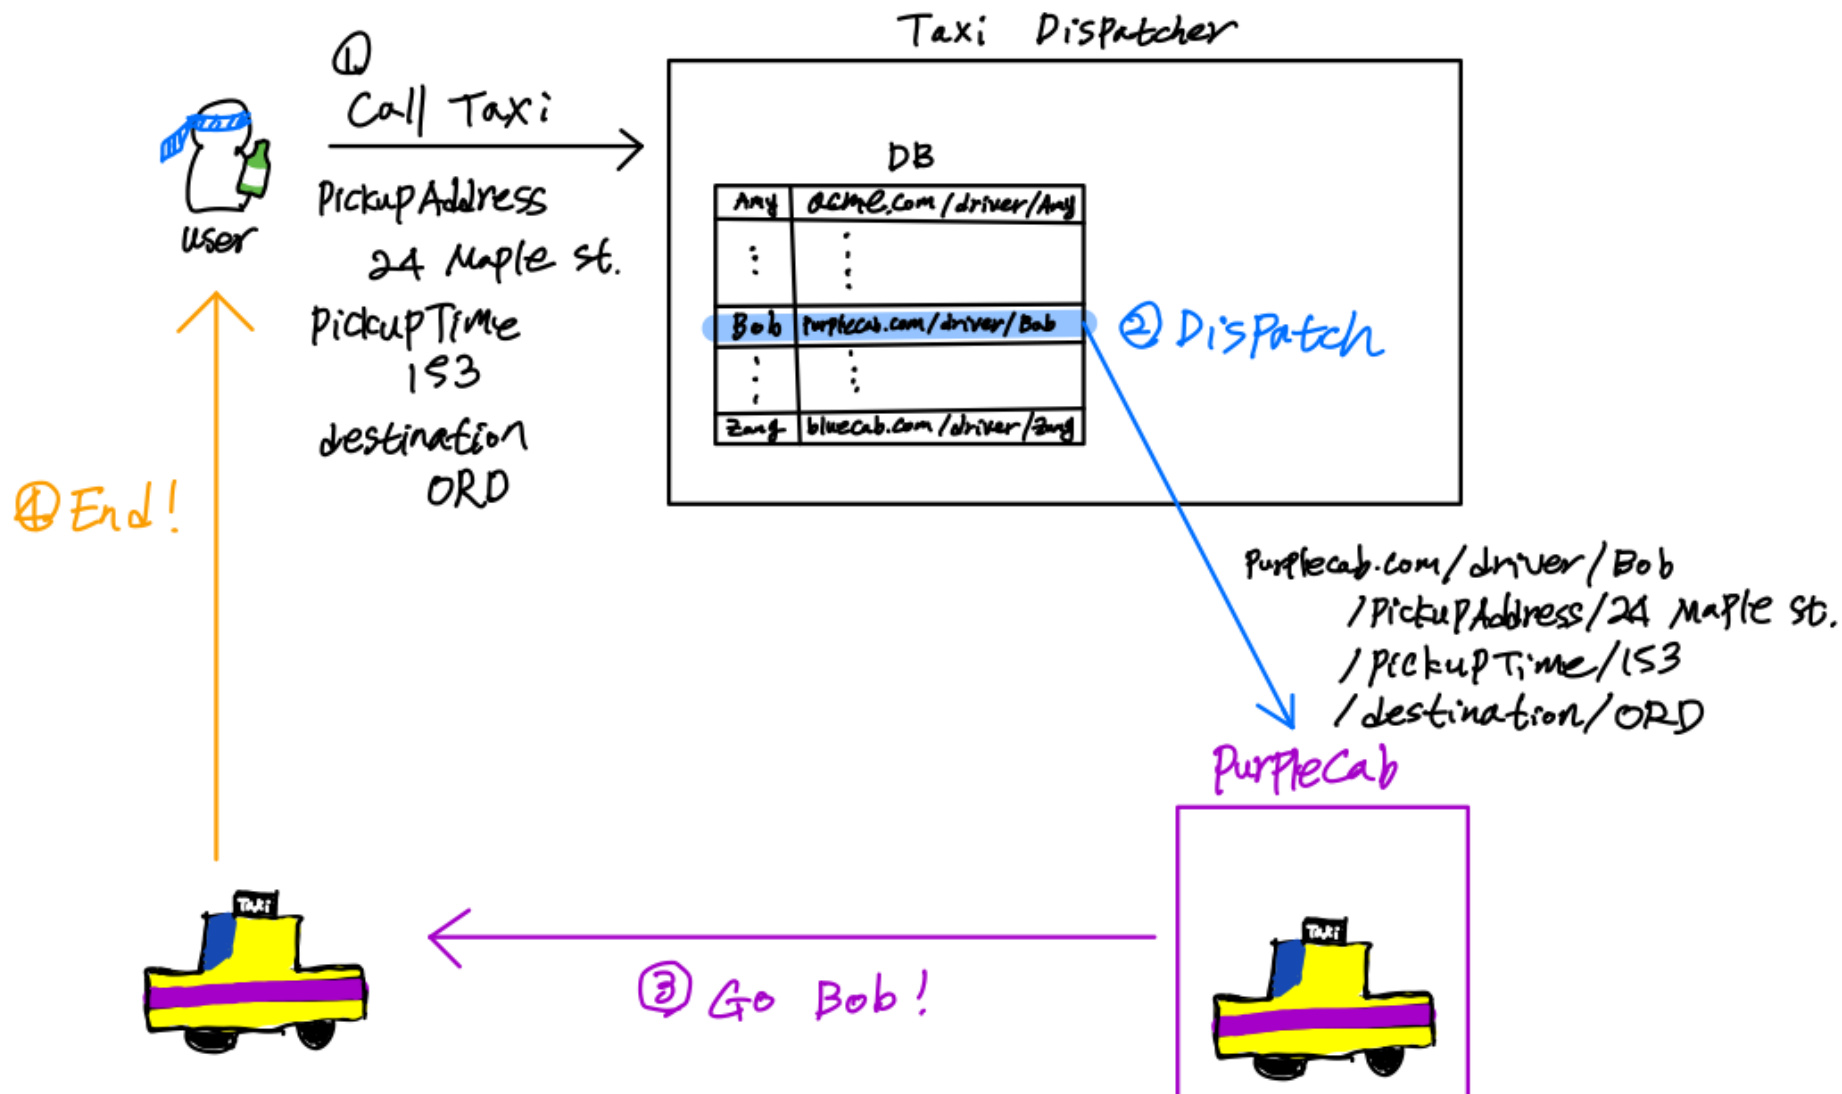 Taxi Dispatcher
①
Call Taxi
PickupAddress
24 Maple st.
PickupTime
153
destination
ORD
user
DB
Amy acme.com/driver/Amy
Bob Purplecab.com/driver/Bob
Zang bluecab.com/driver/Zang
② Dispatch
Purplecab.com/driver/Bob
/PickupAddress/24 Maple st.
/PickupTime/153
/destination/ORD
PurpleCab
④ End!
③ Go Bob!
Taxi
Taxi